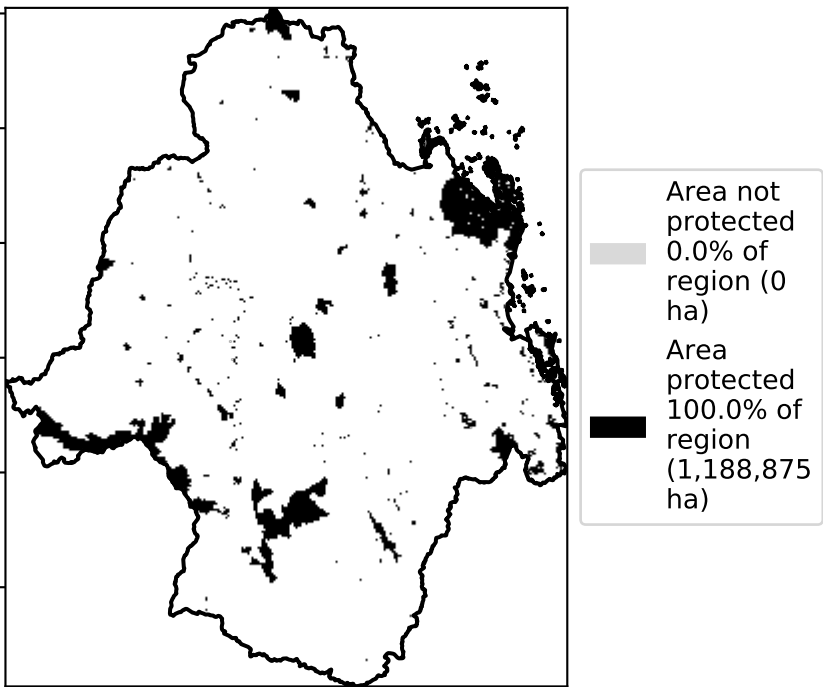 Area not
protected
0.0% of
region (0
ha)
Area
protected
100.0% of
region
(1,188,875
ha)